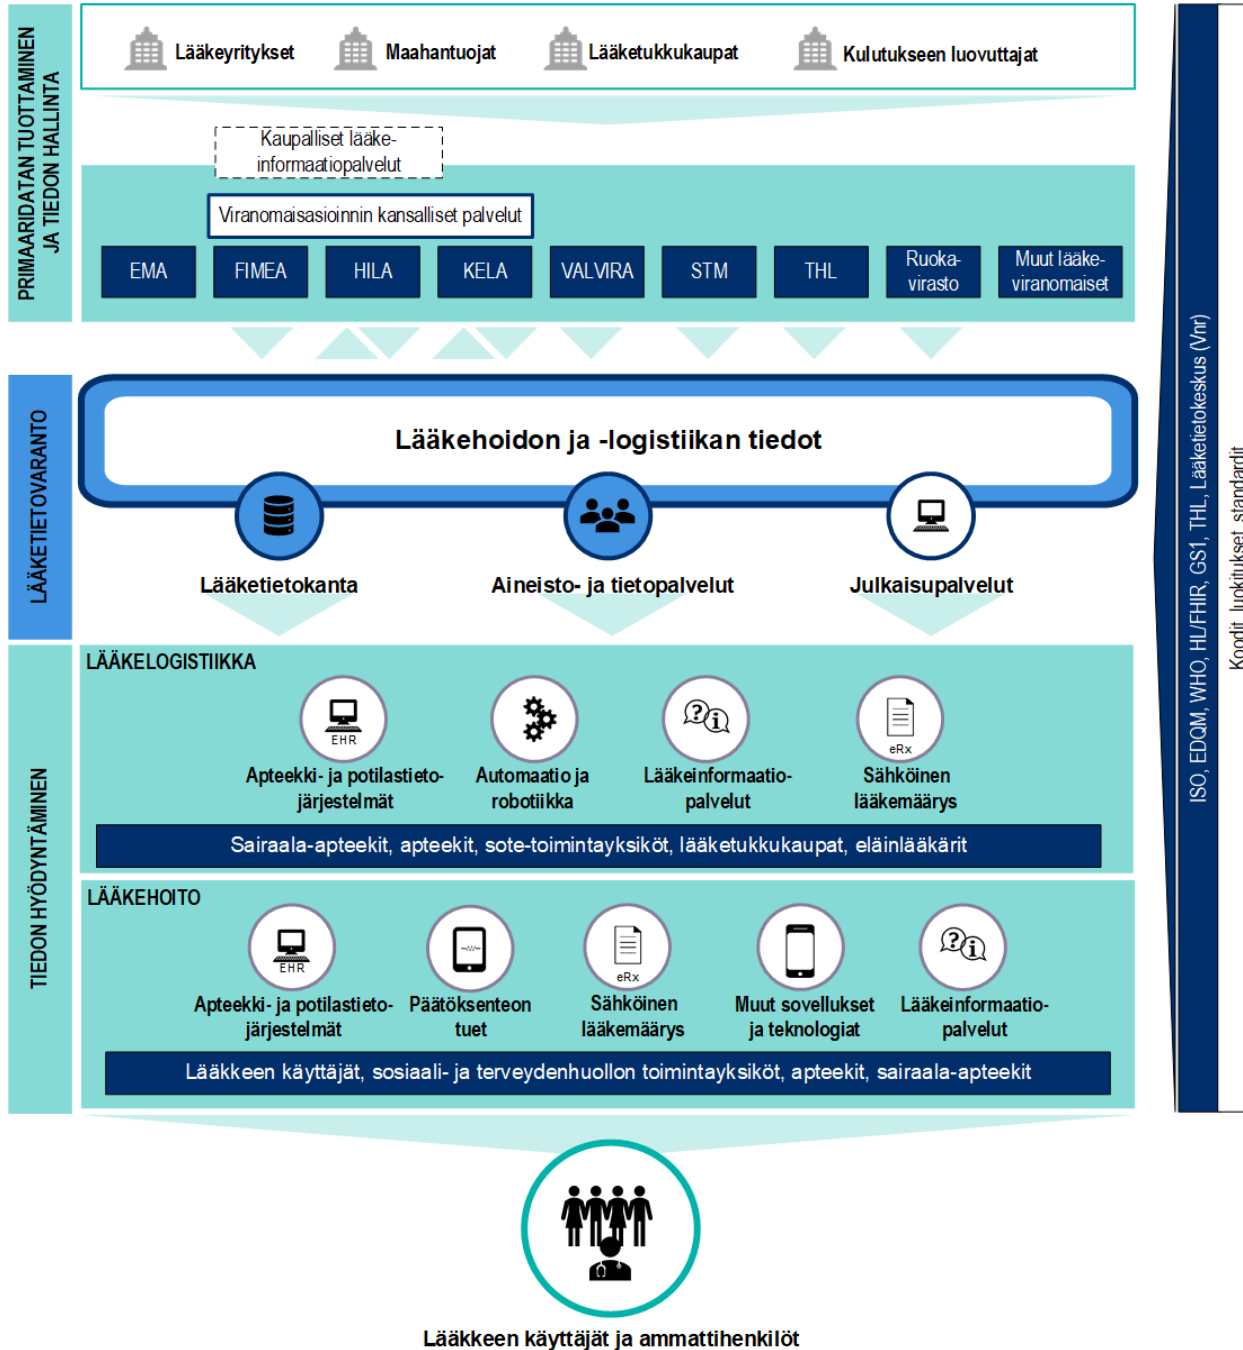 PRIMAARIDATAN TUOTTAMINEN
JA TIEDON HALLINTA
Lääkeyritykset
Maahantuojat
Lääketukkukaupat
Kulutukseen luovuttajat
Kaupalliset lääke-
informaatiopalvelut
Viranomaisasioinnin kansalliset palvelut
EMA
FIMEA
HILA
KELA
VALVIRA
STM
THL
Ruoka-
virasto
Muut lääke-
viranomaiset
LÄÄKETIETOVARANTO
Lääkehoidon ja -logistiikan tiedot
Lääketietokanta
Aineisto- ja tietopalvelut
Julkaisupalvelut
TIEDON HYÖDYNTÄMINEN
LÄÄKELOGISTIIKKA
EHR
Apteekki- ja potilastieto-
järjestelmät
Automaatio ja
robotiikka
Lääkeinformaatio-
palvelut
eRx
Sähköinen
lääkemäärys
Sairaala-apteekit, apteekit, sote-toimintayksiköt, lääketukkukaupat, eläinlääkärit
LÄÄKEHOITO
EHR
Apteekki- ja potilastieto-
järjestelmät
Päätöksenteon
tuet
eRx
Sähköinen
lääkemäärys
Muut sovellukset
ja teknologiat
Lääkeinformaatio-
palvelut
Lääkkeen käyttäjät, sosiaali- ja terveydenhuollon toimintayksiköt, apteekit, sairaala-apteekit
Lääkkeen käyttäjät ja ammattihenkilöt
ISO, EDQM, WHO, HL/FHIR, GS1, THL, Lääketietokeskus (Vnr)
Koodit, luokitukset, standardit